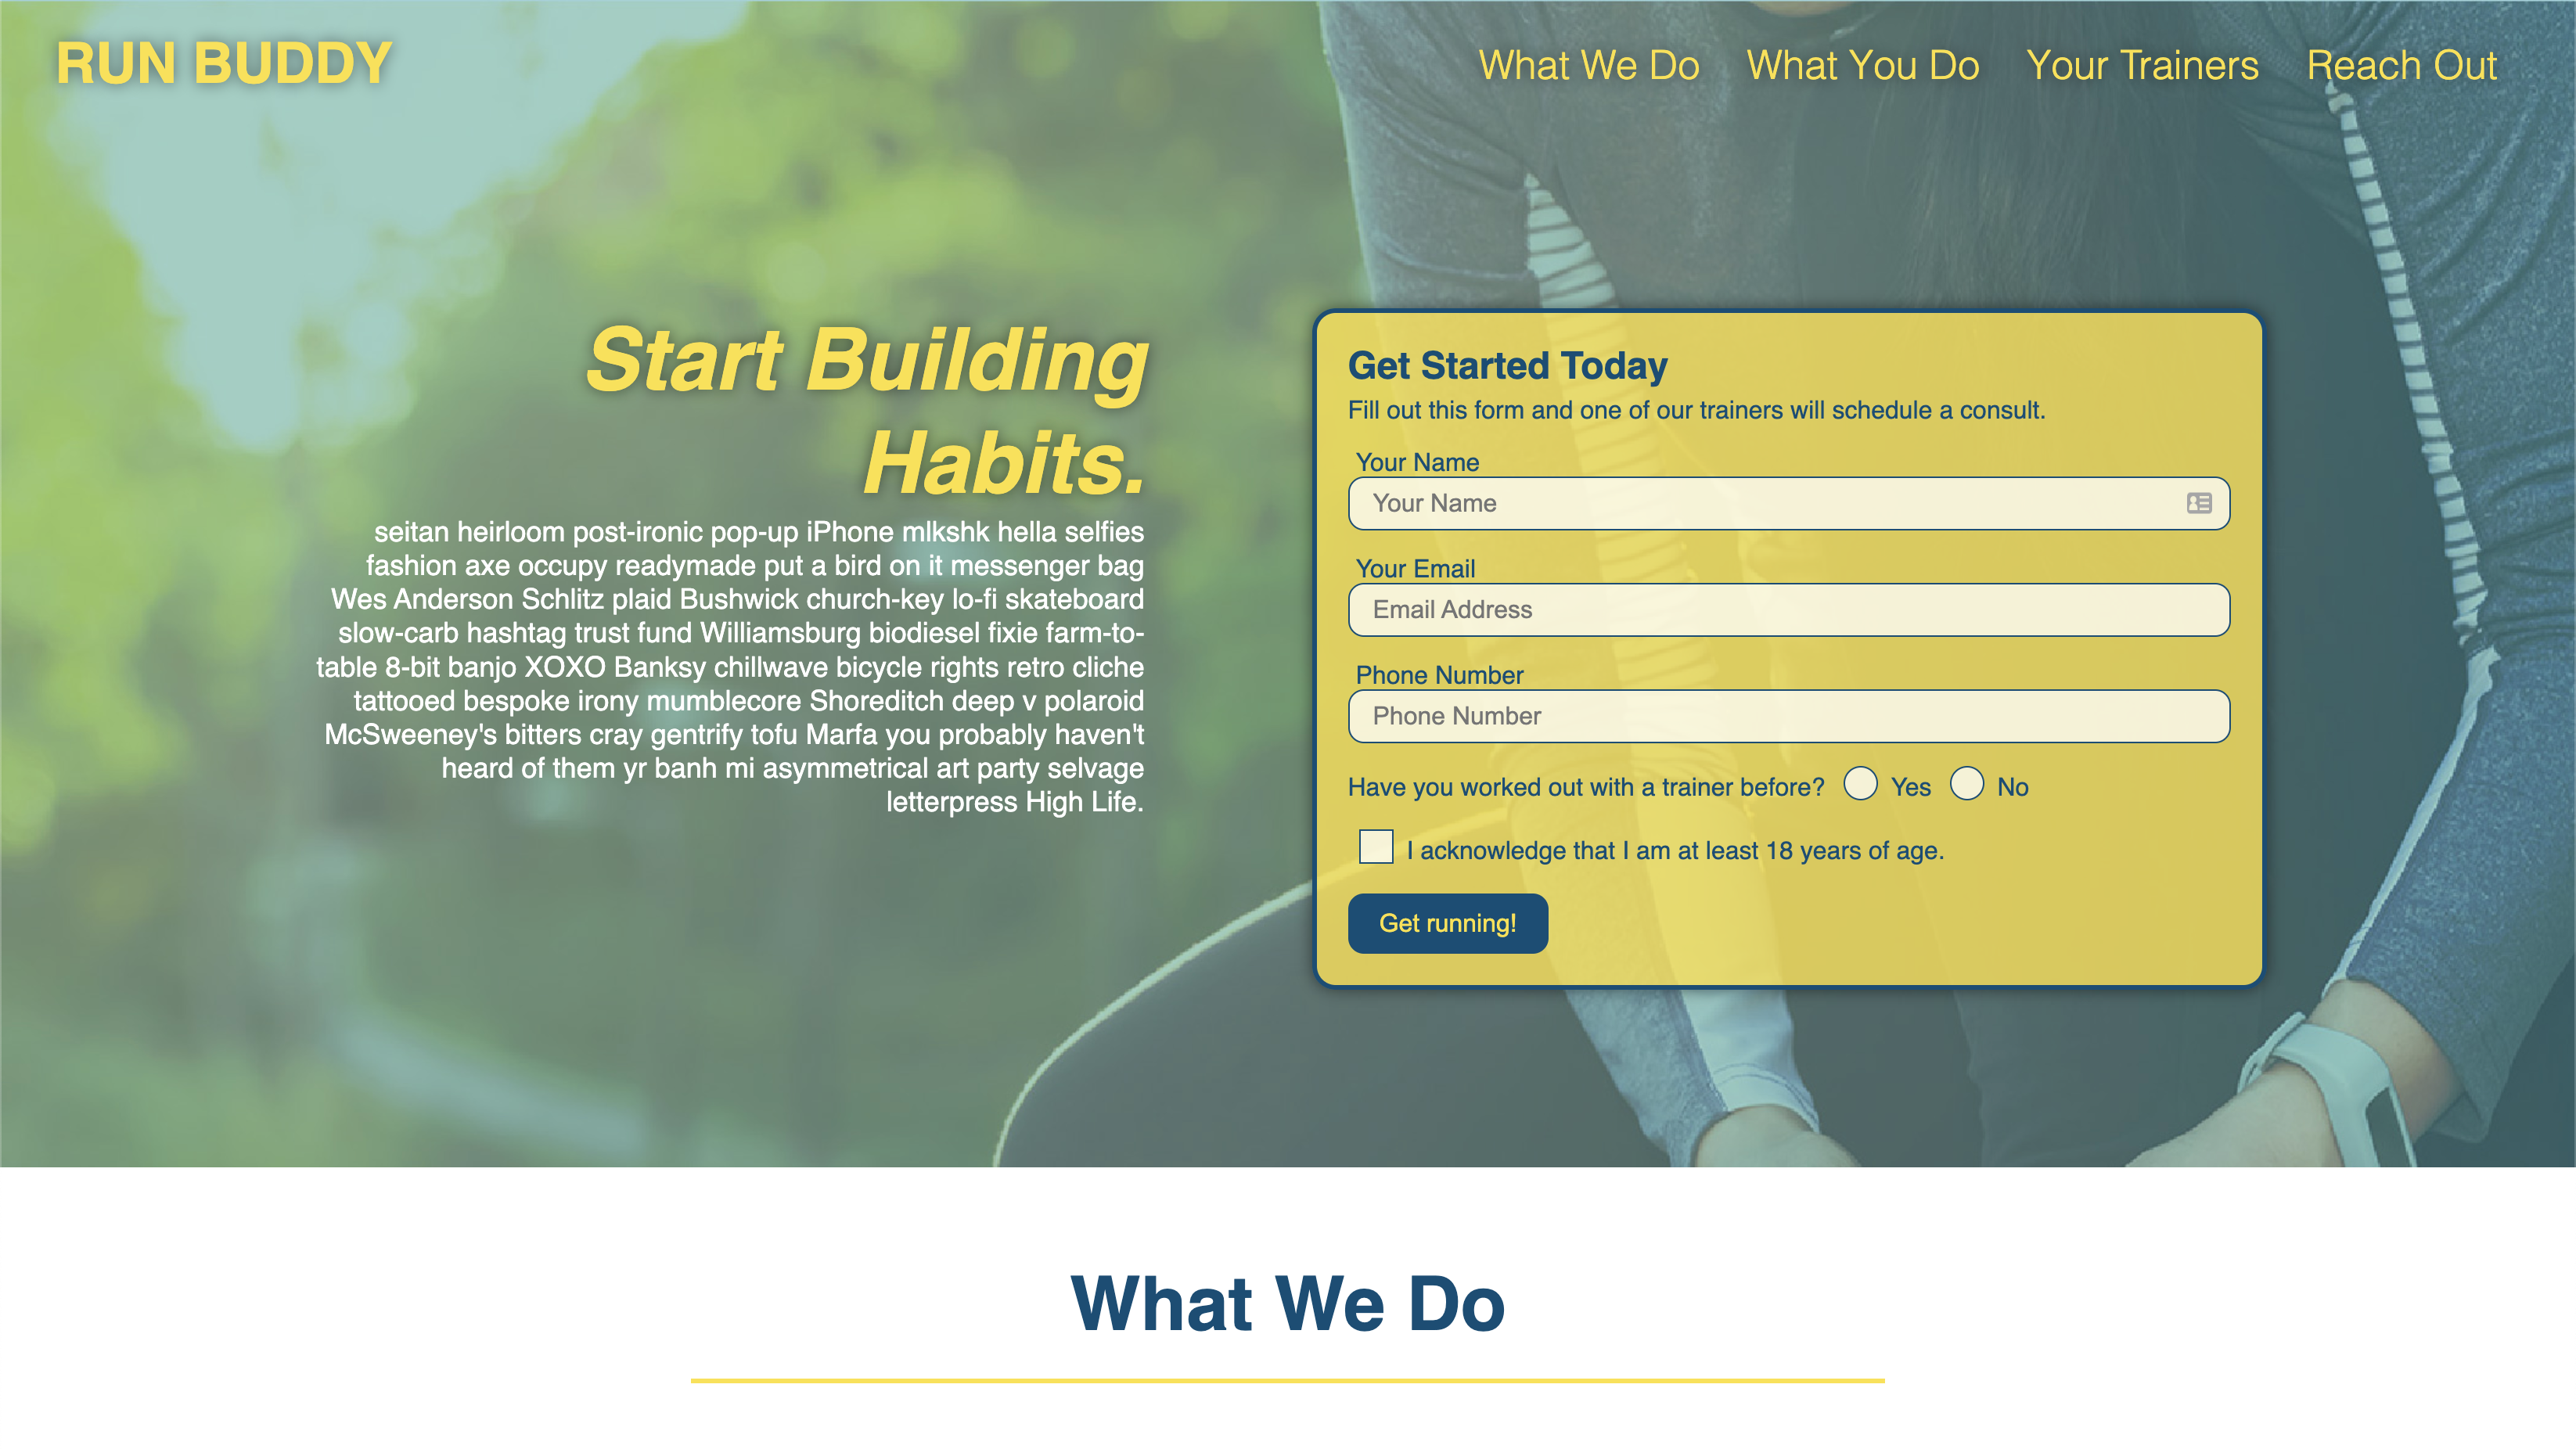 RUN BUDDY
What We Do
What You Do
Your Trainers
Reach Out
Start Building
Habits.
seitan heirloom post-ironic pop-up iPhone mlkshk hella selfies
fashion axe occupy readymade put a bird on it messenger bag
Wes Anderson Schlitz plaid Bushwick church-key lo-fi skateboard
slow-carb hashtag trust fund Williamsburg biodiesel fixie farm-to-
table 8-bit banjo XOXO Banksy chillwave bicycle rights retro cliche
tattooed bespoke irony mumblecore Shoreditch deep v polaroid
McSweeney's bitters cray gentrify tofu Marfa you probably haven't
heard of them yr banh mi asymmetrical art party selvage
letterpress High Life.
Get Started Today
Fill out this form and one of our trainers will schedule a consult.
Your Name
Your Name
Your Email
Email Address
Phone Number
Phone Number
Have you worked out with a trainer before? Yes No
I acknowledge that I am at least 18 years of age.
Get running!
What We Do